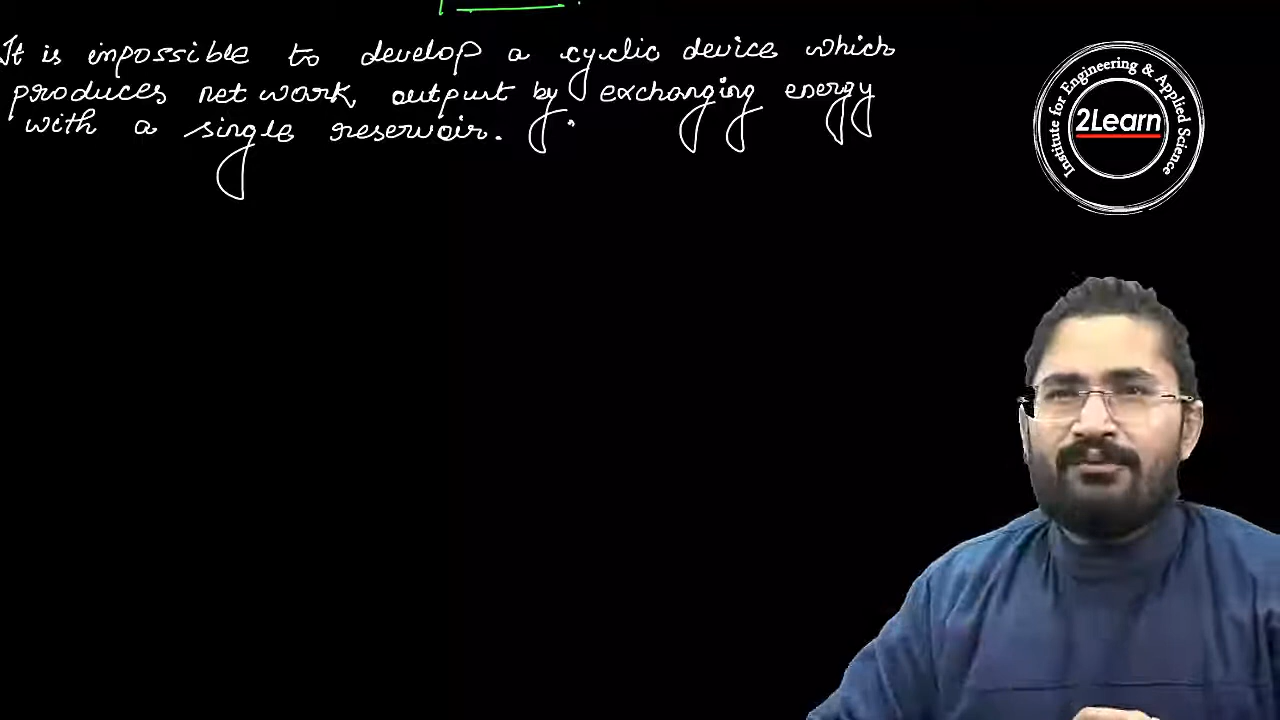 It is impossible to develop a cyclic device which
produces net work output by exchanging energy
with a single reservoir.
Institute for Engineering & Applied Science
2Learn